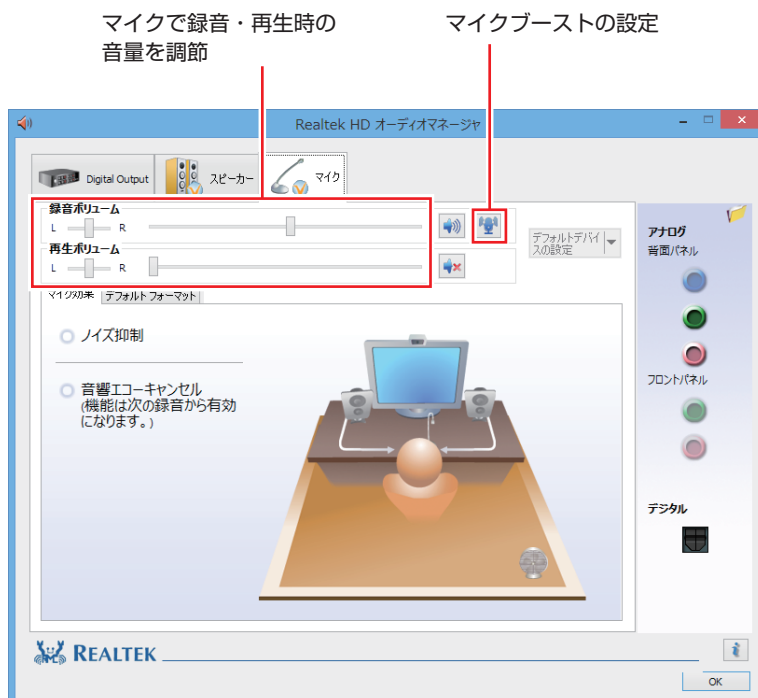 マイクで録音・再生時の
音量を調節
マイクブーストの設定
Realtek HD オーディオマネージャ
Digital Output
スピーカー
マイク
録音ボリューム
L R
再生ボリューム
L R
デフォルトデバイ
スの設定
マイク効果 デフォルト フォーマット
ノイズ抑制
音響エコーキャンセル
(機能は次の録音から有効
になります。)
アナログ
背面パネル
フロントパネル
デジタル
REALTEK
i
OK